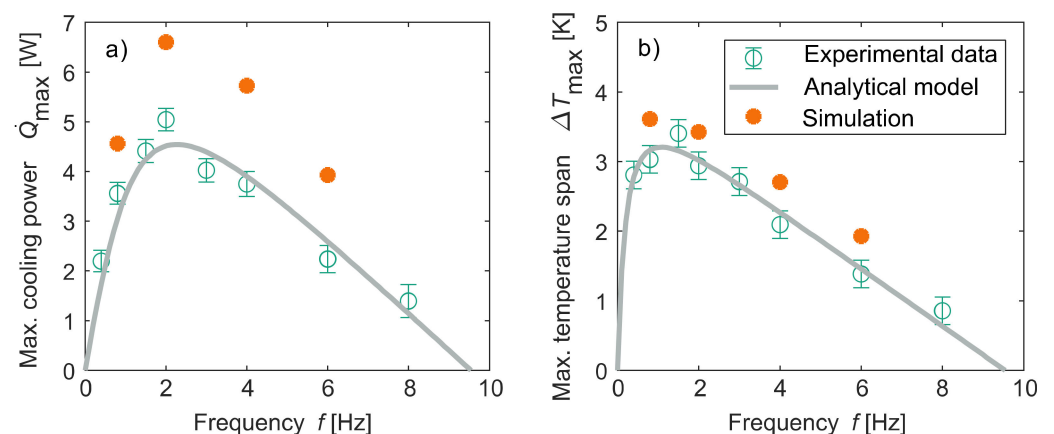 a)
Max. cooling power Q̇max [W]
7
6
5
4
3
2
1
0
0 2 4 6 8 10
Frequency f [Hz]
b)
Max. temperature span ΔTmax [K]
5
4
3
2
1
0
0 2 4 6 8 10
Frequency f [Hz]
Experimental data
Analytical model
Simulation